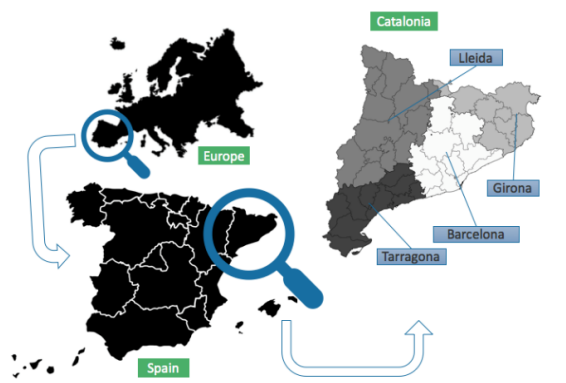 Catalonia
Lleida
Europe
Girona
Barcelona
Tarragona
Spain